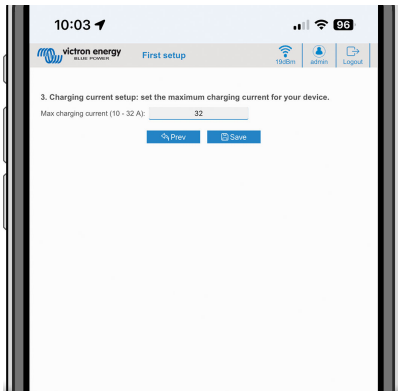 10:03
96
victron energy
BLUE POWER
First setup
19dBm
admin
Logout
3. Charging current setup: set the maximum charging current for your device.
Max charging current (10 - 32 A):
32
Prev
Save